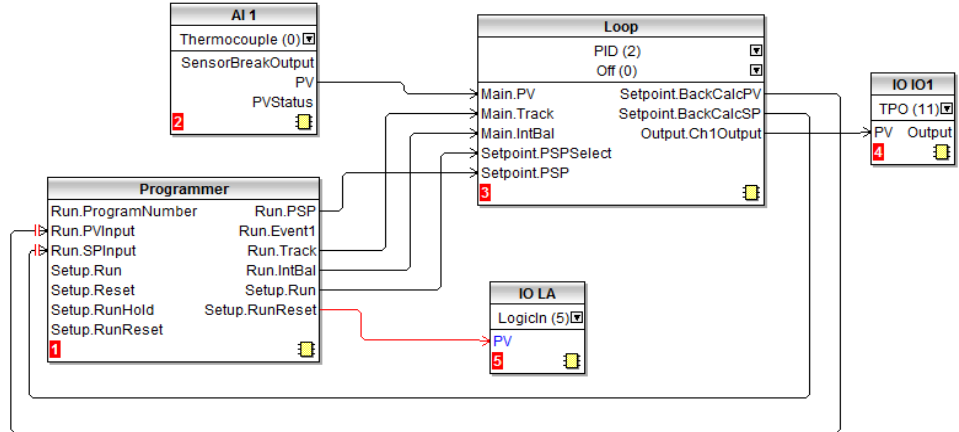 AI 1
Thermocouple (0)
SensorBreakOutput
PV
PVStatus
2
Loop
PID (2)
Off (0)
Main.PV Setpoint.BackCalcPV
Main.Track Setpoint.BackCalcSP
Main.IntBal Output.Ch1Output
Setpoint.PSPSelect
Setpoint.PSP
3
IO IO1
TPO (11)
PV Output
4
Programmer
Run.ProgramNumber Run.PSP
Run.PVInput Run.Event1
Run.SPInput Run.Track
Setup.Run Run.IntBal
Setup.Reset Setup.Run
Setup.RunHold Setup.RunReset
Setup.RunReset
1
IO LA
LogicIn (5)
PV
5